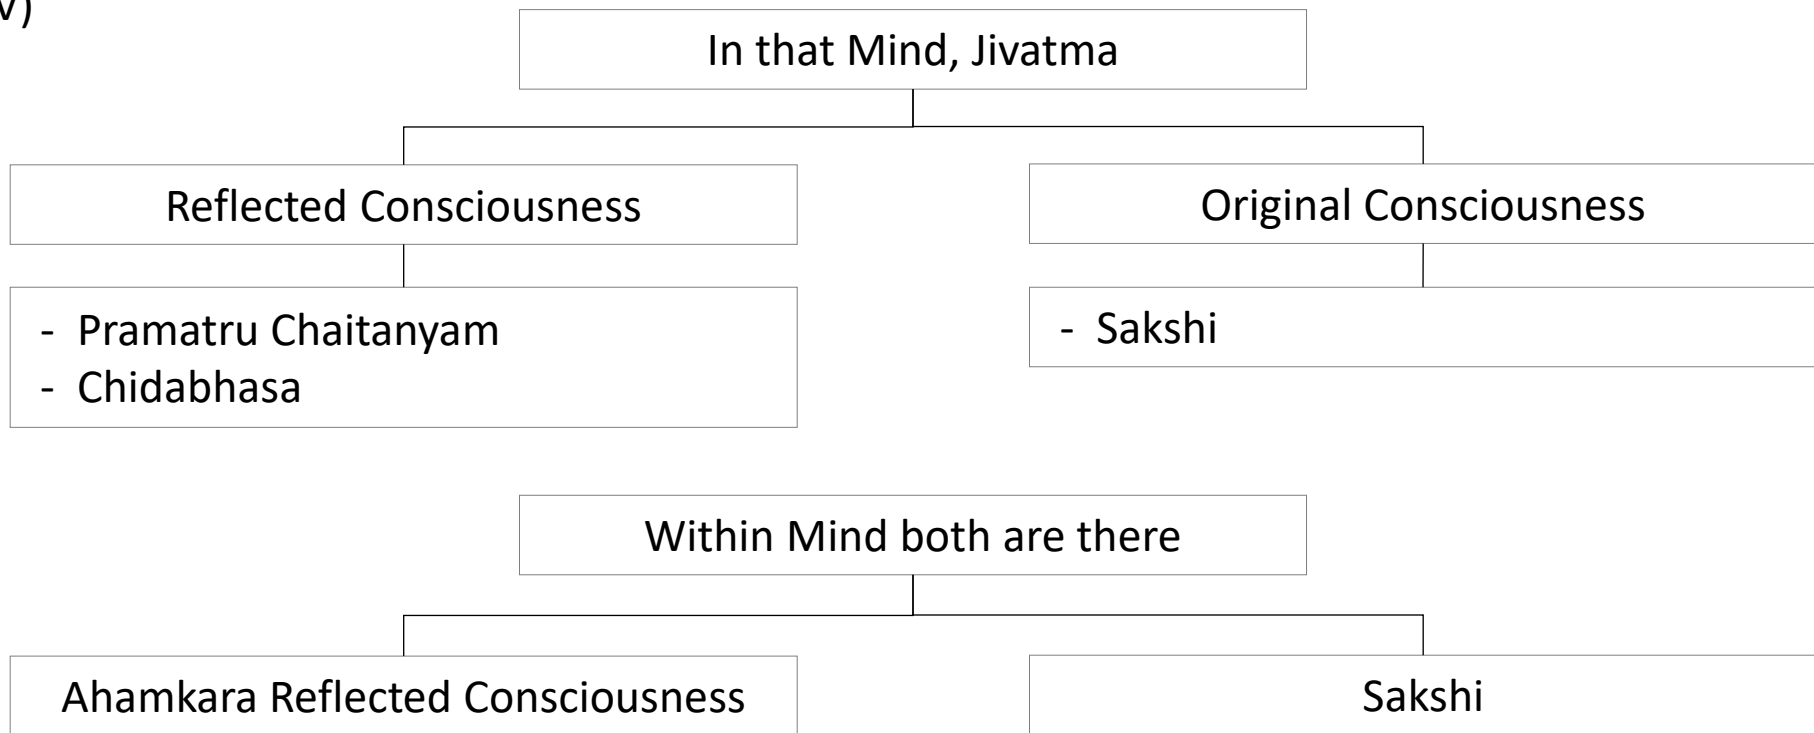 v)
In that Mind, Jivatma
Reflected Consciousness
Original Consciousness
- Pramatru Chaitanyam
- Chidabhasa
- Sakshi
Within Mind both are there
Ahamkara Reflected Consciousness
Sakshi